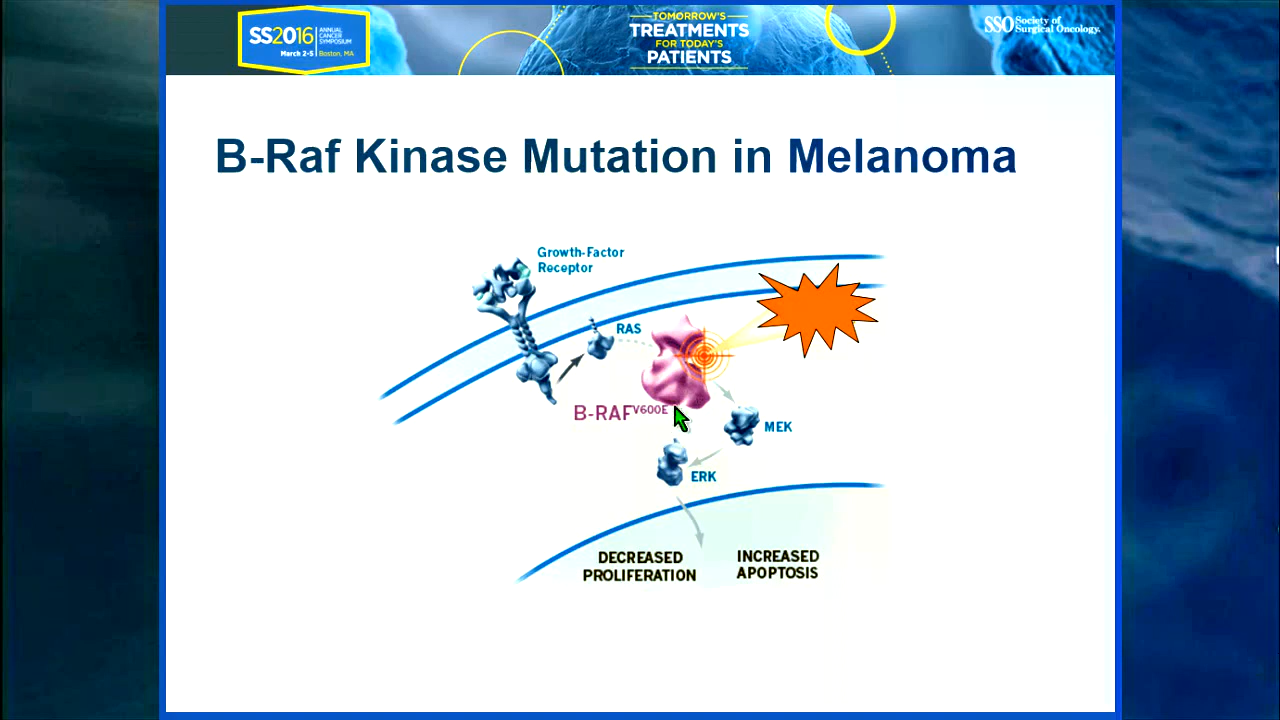 SS2016
ANNUAL
CANCER
SYMPOSIUM
March 2-5 | Boston, MA
TOMORROW'S
TREATMENTS
FOR TODAY'S
PATIENTS
SSO Society of
Surgical Oncology.
B-Raf Kinase Mutation in Melanoma
Growth-Factor
Receptor
RAS
B-RAFV600E
MEK
ERK
DECREASED
PROLIFERATION
INCREASED
APOPTOSIS